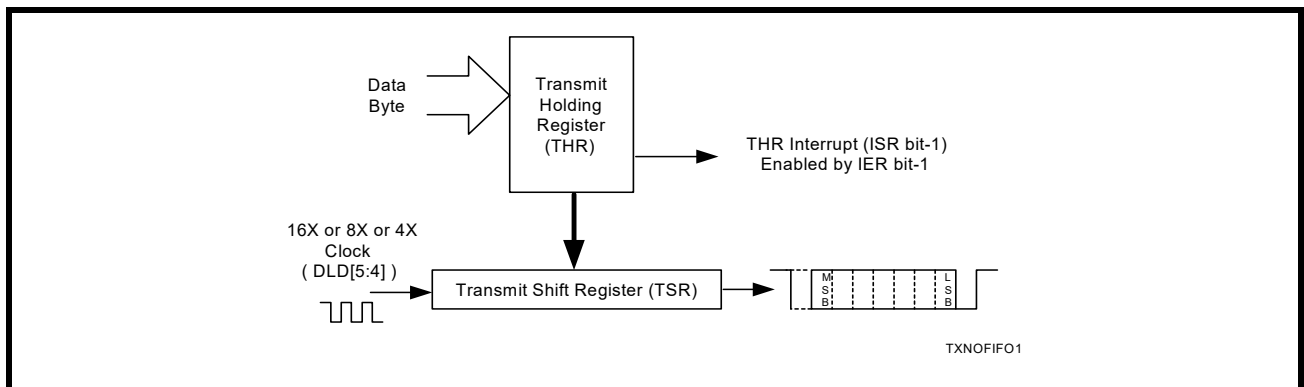 Data
Byte
Transmit
Holding
Register
(THR)
THR Interrupt (ISR bit-1)
Enabled by IER bit-1
16X or 8X or 4X
Clock
( DLD[5:4] )
Transmit Shift Register (TSR)
M
S
B
L
S
B
TXNOFIFO1